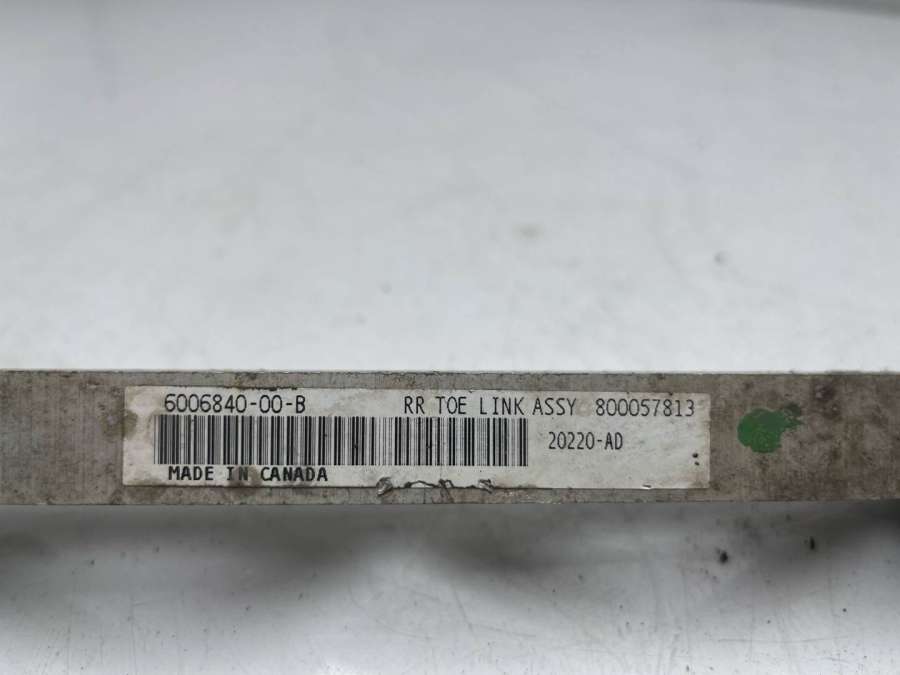 6006840-00-B RR TOE LINK ASSY 800057813
20220-AD
MADE IN CANADA